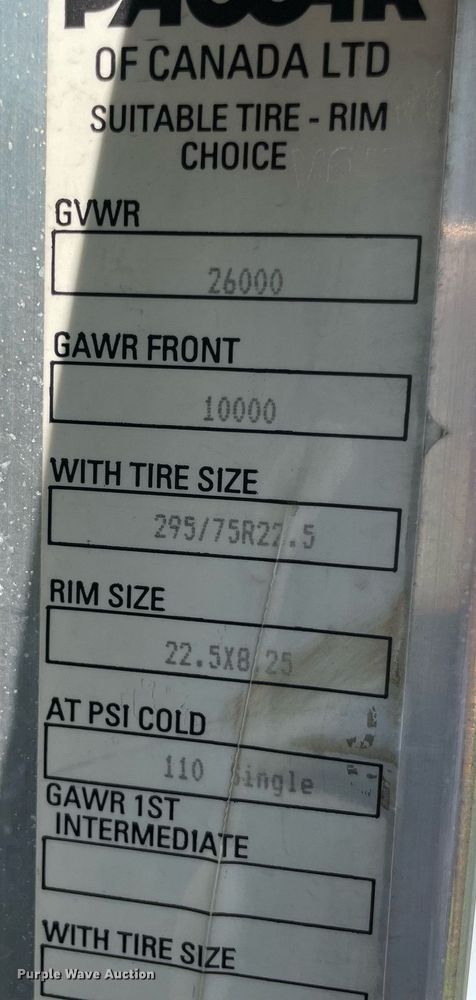 PACCAR
OF CANADA LTD
SUITABLE TIRE - RIM
CHOICE
GVWR
26000
GAWR FRONT
10000
WITH TIRE SIZE
295/75R22.5
RIM SIZE
22.5X8.25
AT PSI COLD
110 Single
GAWR 1ST
INTERMEDIATE
WITH TIRE SIZE
Purple Wave Auction